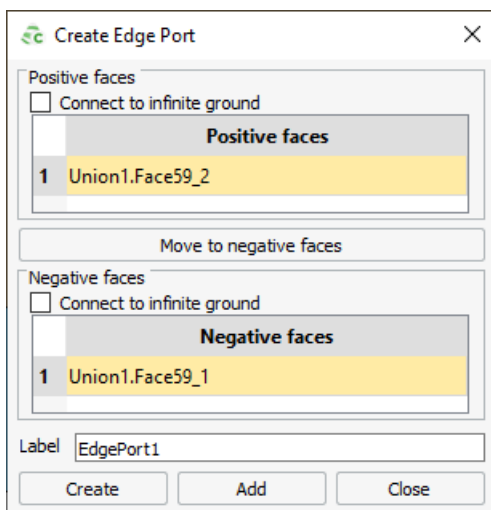 Create Edge Port
Positive faces
Connect to infinite ground
Positive faces
1 Union1.Face59_2
Move to negative faces
Negative faces
Connect to infinite ground
Negative faces
1 Union1.Face59_1
Label EdgePort1
Create Add Close